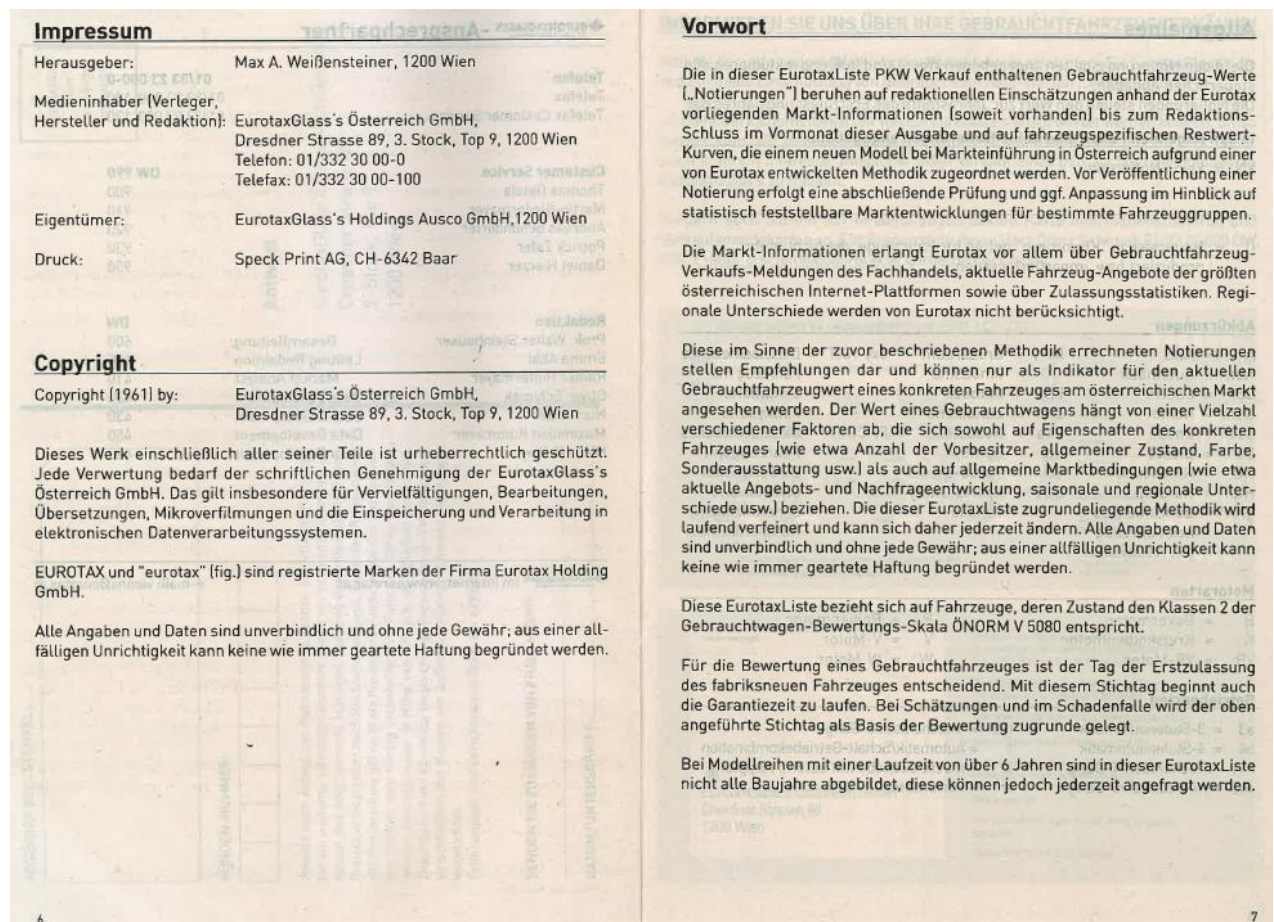 Impressum
Herausgeber: Max A. Weißensteiner, 1200 Wien
Medieninhaber (Verleger,
Hersteller und Redaktion): EurotaxGlass's Österreich GmbH,
Dresdner Strasse 89, 3. Stock, Top 9, 1200 Wien
Telefon: 01/332 30 00-0
Telefax: 01/332 30 00-100
Eigentümer: EurotaxGlass's Holdings Ausco GmbH,1200 Wien
Druck: Speck Print AG, CH-6342 Baar
Copyright
Copyright (1961) by: EurotaxGlass's Österreich GmbH,
Dresdner Strasse 89, 3. Stock, Top 9, 1200 Wien
Dieses Werk einschließlich aller seiner Teile ist urheberrechtlich geschützt.
Jede Verwertung bedarf der schriftlichen Genehmigung der EurotaxGlass's
Österreich GmbH. Das gilt insbesondere für Vervielfältigungen, Bearbeitungen,
Übersetzungen, Mikroverfilmungen und die Einspeicherung und Verarbeitung in
elektronischen Datenverarbeitungssystemen.
EUROTAX und "eurotax" (fig.) sind registrierte Marken der Firma Eurotax Holding
GmbH.
Alle Angaben und Daten sind unverbindlich und ohne jede Gewähr; aus einer all-
fälligen Unrichtigkeit kann keine wie immer geartete Haftung begründet werden.
6
Vorwort
Die in dieser EurotaxListe PKW Verkauf enthaltenen Gebrauchtfahrzeug-Werte
(„Notierungen") beruhen auf redaktionellen Einschätzungen anhand der Eurotax
vorliegenden Markt-Informationen (soweit vorhanden) bis zum Redaktions-
Schluss im Vormonat dieser Ausgabe und auf fahrzeugspezifischen Restwert-
Kurven, die einem neuen Modell bei Markteinführung in Österreich aufgrund einer
von Eurotax entwickelten Methodik zugeordnet werden. Vor Veröffentlichung einer
Notierung erfolgt eine abschließende Prüfung und ggf. Anpassung im Hinblick auf
statistisch feststellbare Marktentwicklungen für bestimmte Fahrzeuggruppen.
Die Markt-Informationen erlangt Eurotax vor allem über Gebrauchtfahrzeug-
Verkaufs-Meldungen des Fachhandels, aktuelle Fahrzeug-Angebote der größten
österreichischen Internet-Plattformen sowie über Zulassungsstatistiken. Regi-
onale Unterschiede werden von Eurotax nicht berücksichtigt.
Diese im Sinne der zuvor beschriebenen Methodik errechneten Notierungen
stellen Empfehlungen dar und können nur als Indikator für den aktuellen
Gebrauchtfahrzeugwert eines konkreten Fahrzeuges am österreichischen Markt
angesehen werden. Der Wert eines Gebrauchtwagens hängt von einer Vielzahl
verschiedener Faktoren ab, die sich sowohl auf Eigenschaften des konkreten
Fahrzeuges (wie etwa Anzahl der Vorbesitzer, allgemeiner Zustand, Farbe,
Sonderausstattung usw.) als auch auf allgemeine Marktbedingungen (wie etwa
aktuelle Angebots- und Nachfrageentwicklung, saisonale und regionale Unter-
schiede usw.) beziehen. Die dieser EurotaxListe zugrundeliegende Methodik wird
laufend verfeinert und kann sich daher jederzeit ändern. Alle Angaben und Daten
sind unverbindlich und ohne jede Gewähr; aus einer allfälligen Unrichtigkeit kann
keine wie immer geartete Haftung begründet werden.
Diese EurotaxListe bezieht sich auf Fahrzeuge, deren Zustand den Klassen 2 der
Gebrauchtwagen-Bewertungs-Skala ÖNORM V 5080 entspricht.
Für die Bewertung eines Gebrauchtfahrzeuges ist der Tag der Erstzulassung
des fabriksneuen Fahrzeuges entscheidend. Mit diesem Stichtag beginnt auch
die Garantiezeit zu laufen. Bei Schätzungen und im Schadenfalle wird der oben
angeführte Stichtag als Basis der Bewertung zugrunde gelegt.
Bei Modellreihen mit einer Laufzeit von über 6 Jahren sind in dieser EurotaxListe
nicht alle Baujahre abgebildet, diese können jedoch jederzeit angefragt werden.
7